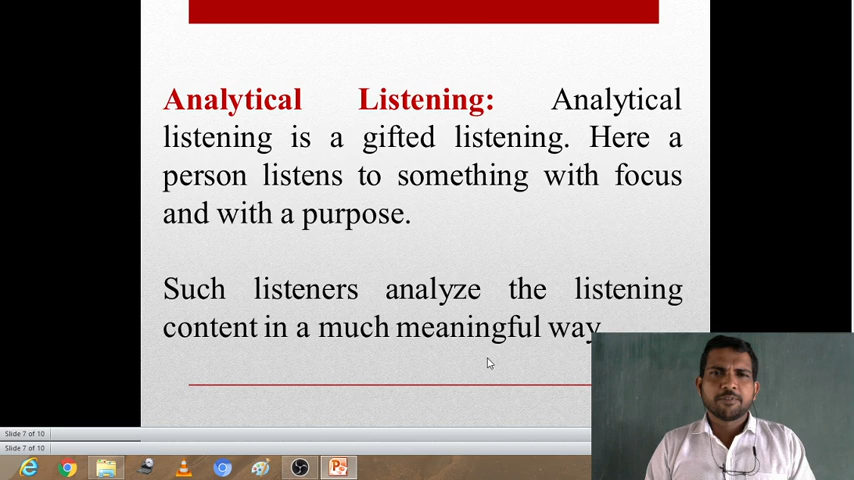 Analytical Listening: Analytical
listening is a gifted listening. Here a
person listens to something with focus
and with a purpose.
Such listeners analyze the listening
content in a much meaningful way
Slide 7 of 10
Slide 7 of 10